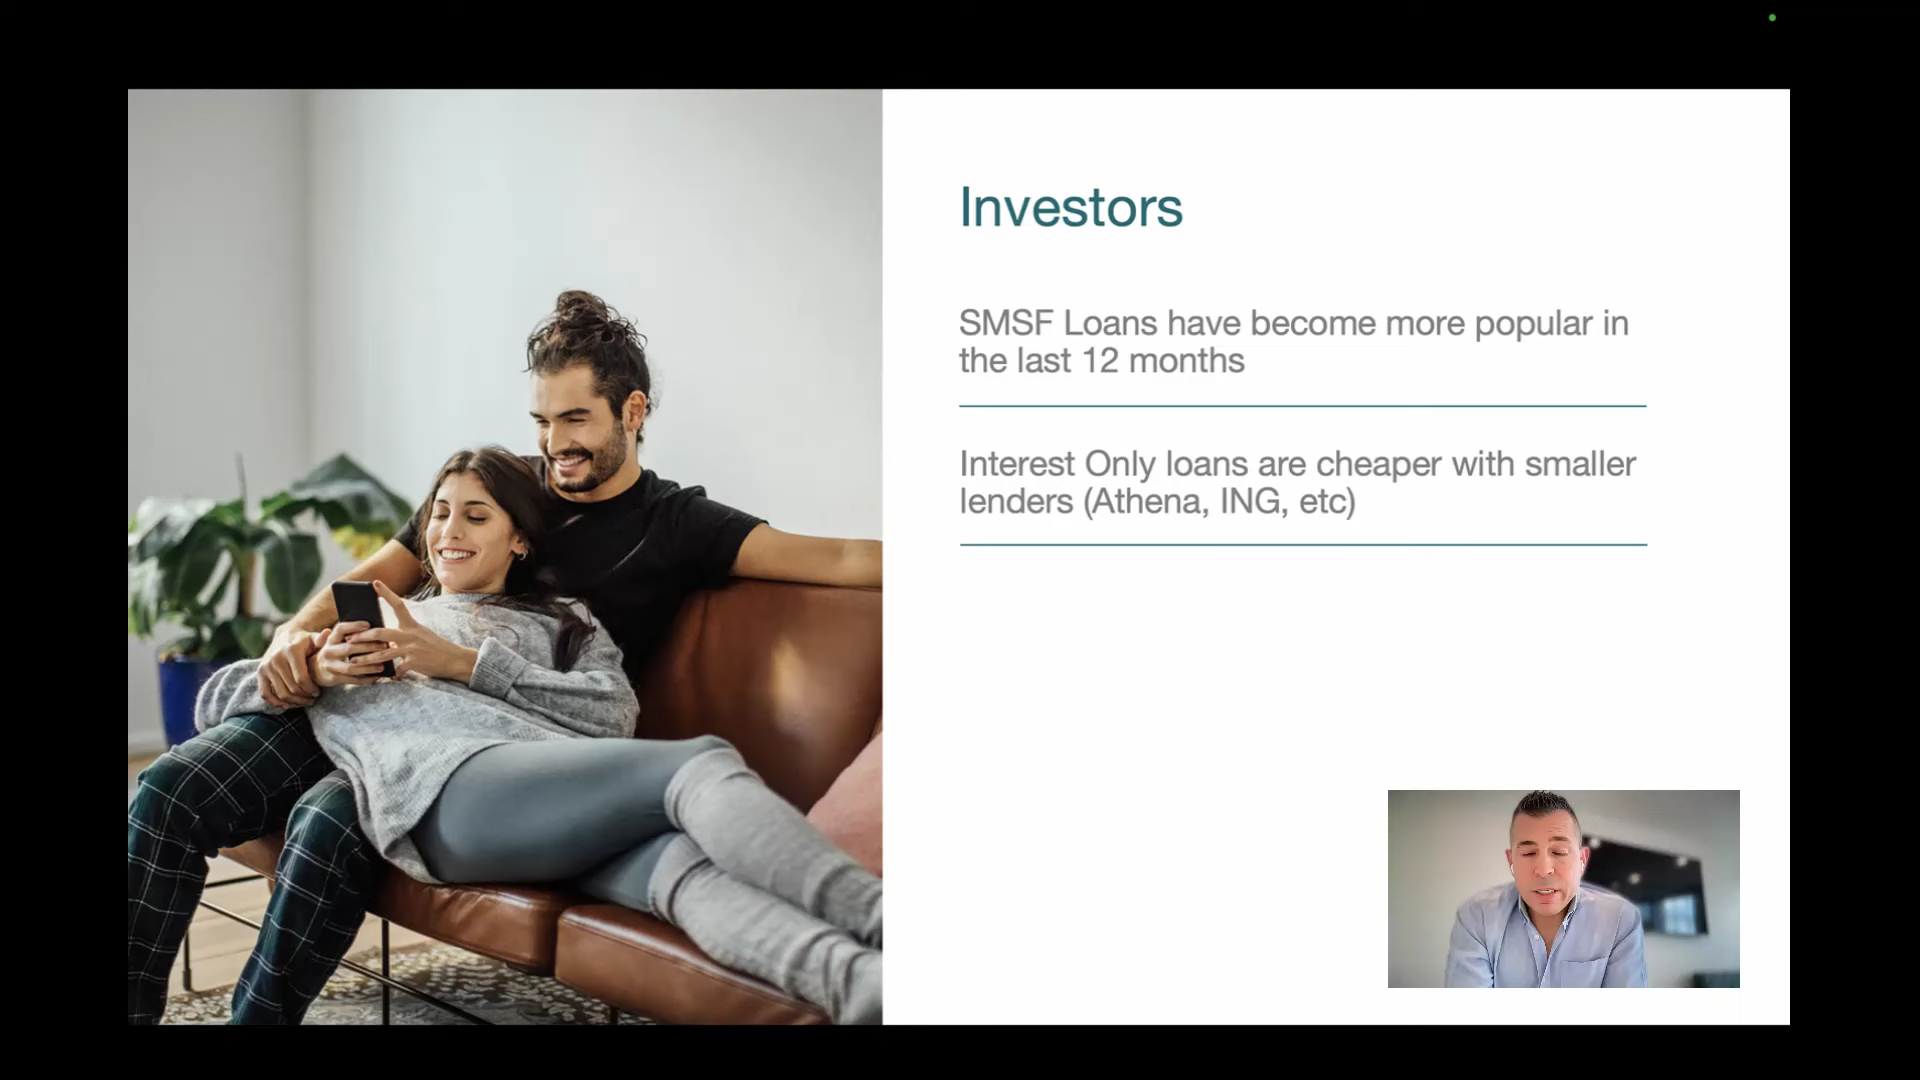 Investors
SMSF Loans have become more popular in
the last 12 months
Interest Only loans are cheaper with smaller
lenders (Athena, ING, etc)